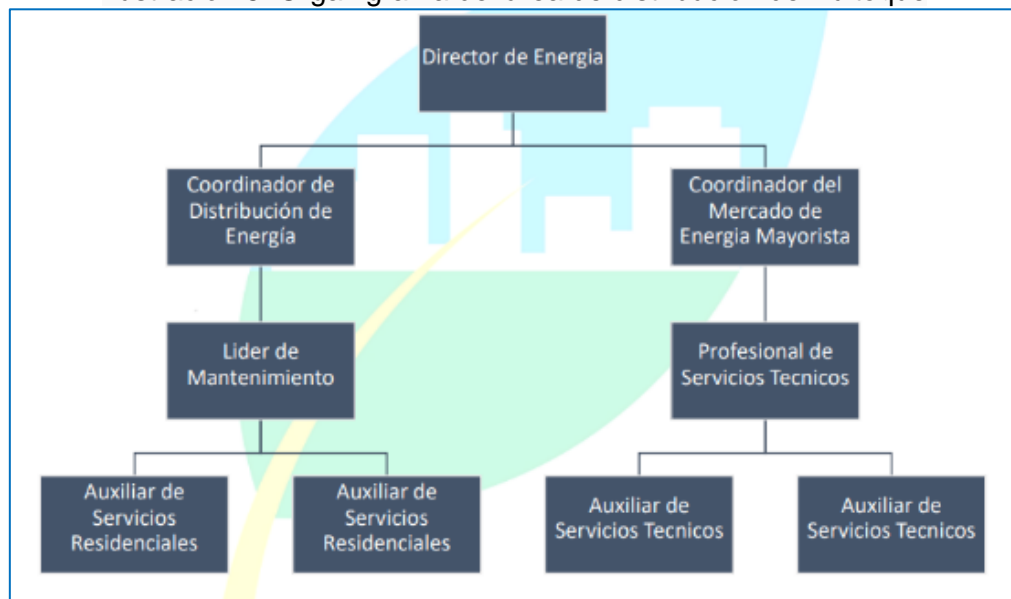 Director de Energia
Coordinador de
Distribución de
Energía
Coordinador del
Mercado de
Energia Mayorista
Lider de
Mantenimiento
Profesional de
Servicios Tecnicos
Auxiliar de
Servicios
Residenciales
Auxiliar de
Servicios
Residenciales
Auxiliar de
Servicios Tecnicos
Auxiliar de
Servicios Tecnicos